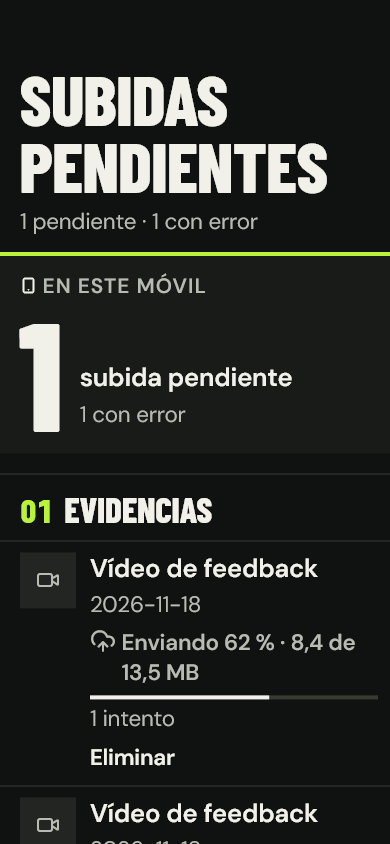 SUBIDAS
PENDIENTES
1 pendiente · 1 con error
EN ESTE MÓVIL
1
subida pendiente
1 con error
01 EVIDENCIAS
Vídeo de feedback
2026-11-18
Enviando 62 % · 8,4 de
13,5 MB
1 intento
Eliminar
Vídeo de feedback